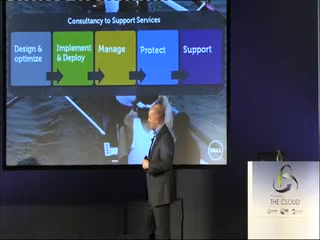 Consultancy to Support Services
Design &
optimize
Implement
& Deploy
Manage
Protect
Support
DELL
THE CLOUD